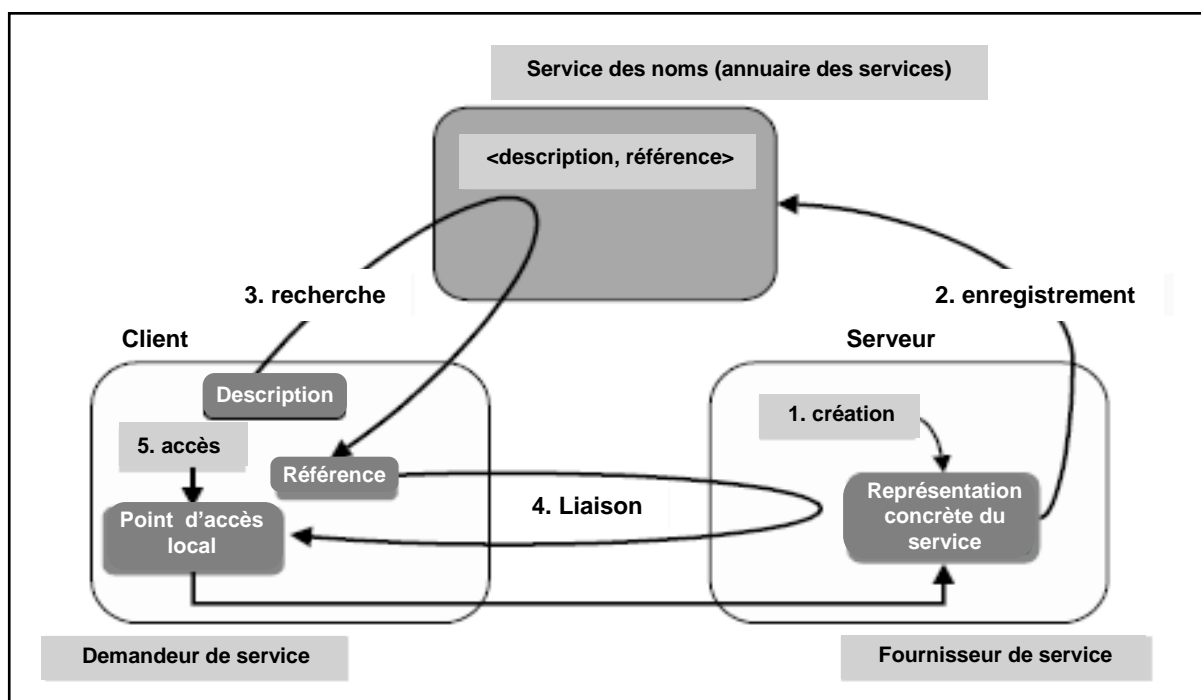 Service des noms (annuaire des services)
<description, référence>
3. recherche
2. enregistrement
Client
Serveur
Description
1. création
5. accès
Référence
Point d'accès
local
4. Liaison
Représentation
concrète du
service
Demandeur de service
Fournisseur de service